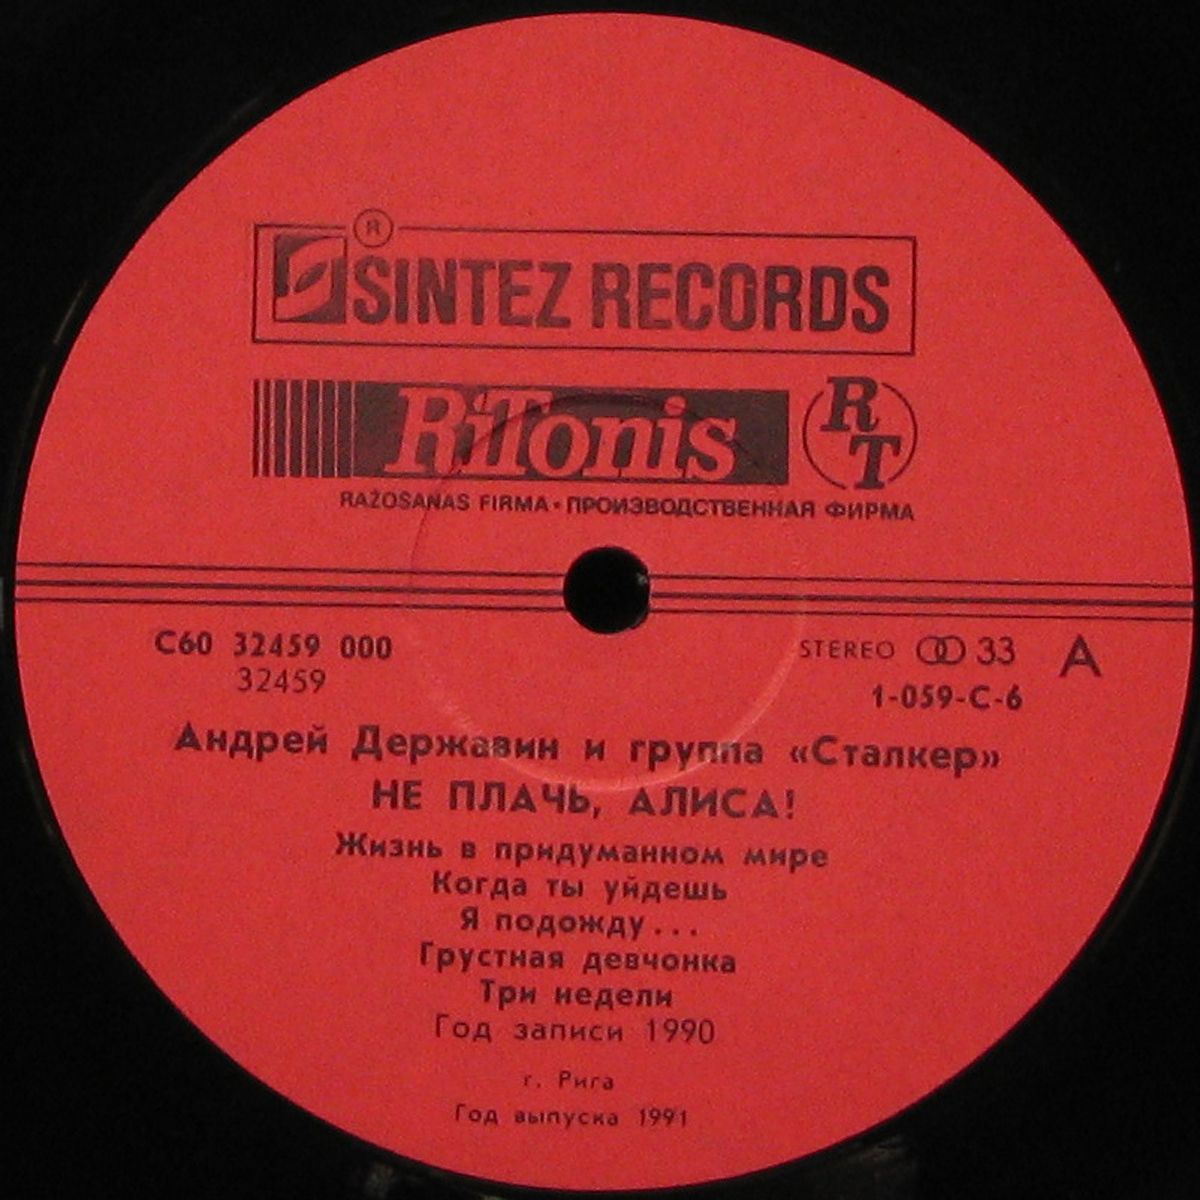 ®
SINTEZ RECORDS
RiTonis RT
RAŽOŠANAS FIRMA • ПРОИЗВОДСТВЕННАЯ ФИРМА
С60 32459 000 STEREO 33 A
32459 1-059-С-6
Андрей Державин и группа «Сталкер»
НЕ ПЛАЧЬ, АЛИСА!
Жизнь в придуманном мире
Когда ты уйдешь
Я подожду...
Грустная девчонка
Три недели
Год записи 1990
г. Рига
Год выпуска 1991